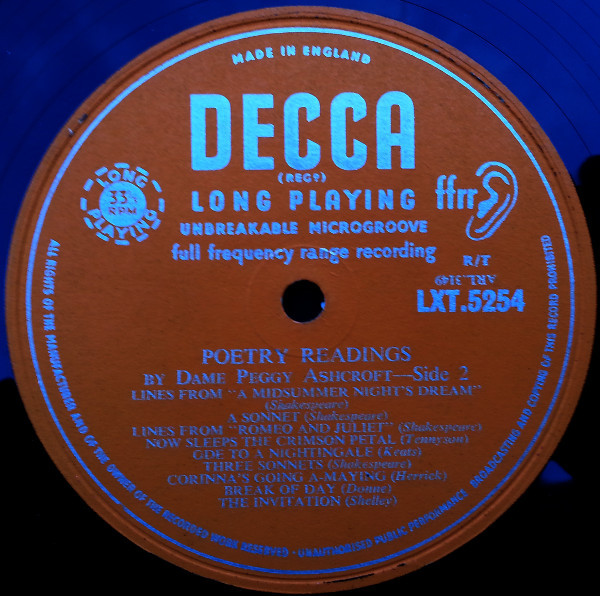 MADE IN ENGLAND
DECCA
(REGD)
LONG PLAYING
33⅓
RPM
LONG PLAYING
ffrr
UNBREAKABLE MICROGROOVE
full frequency range recording
R/T
ARL.3149
LXT.5254
POETRY READINGS
BY DAME PEGGY ASHCROFT—Side 2
LINES FROM "A MIDSUMMER NIGHT'S DREAM"
(Shakespeare)
A SONNET (Shakespeare)
LINES FROM "ROMEO AND JULIET" (Shakespeare)
NOW SLEEPS THE CRIMSON PETAL (Tennyson)
ODE TO A NIGHTINGALE (Keats)
THREE SONNETS (Shakespeare)
CORINNA'S GOING A-MAYING (Herrick)
BREAK OF DAY (Donne)
THE INVITATION (Shelley)
ALL RIGHTS OF THE MANUFACTURER AND OF THE OWNER OF THE RECORDED WORK RESERVED · UNAUTHORISED PUBLIC PERFORMANCE · BROADCASTING AND COPYING OF THIS RECORD PROHIBITED